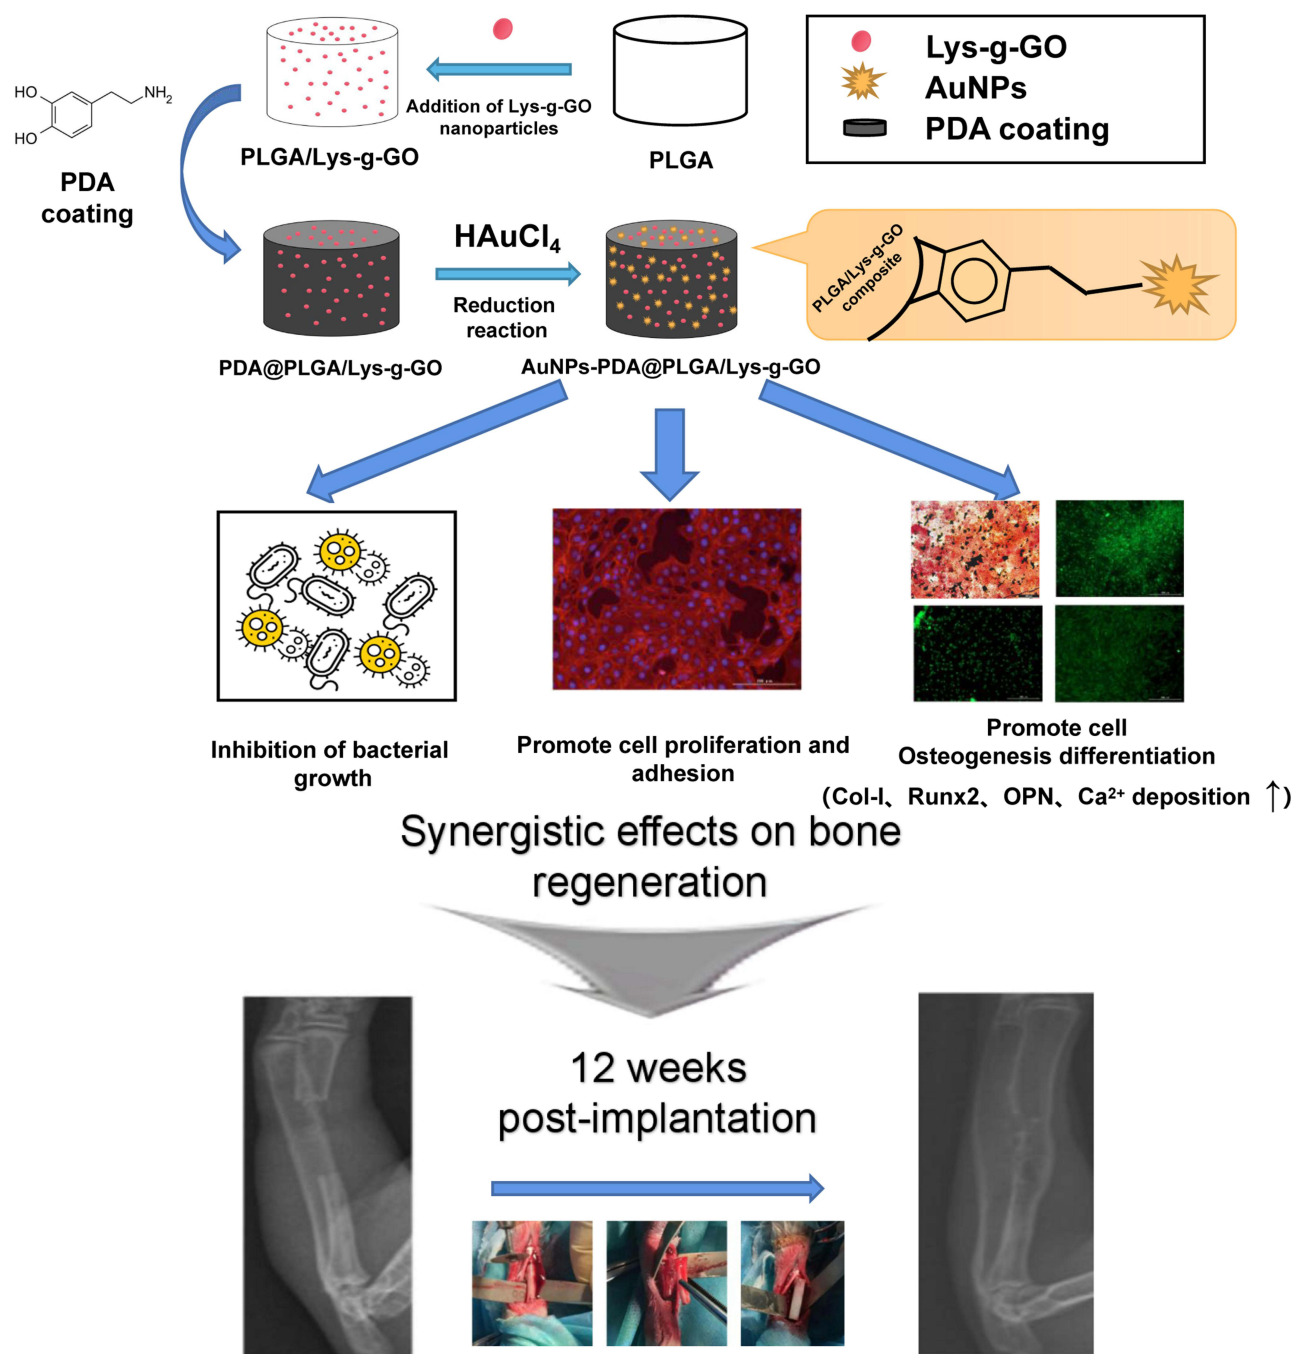 Lys-g-GO
AuNPs
PDA coating
Addition of Lys-g-GO
nanoparticles
PLGA/Lys-g-GO
PLGA
HO
HO
NH2
PDA
coating
HAuCl4
Reduction
reaction
PLGA/Lys-g-GO
composite
PDA@PLGA/Lys-g-GO
AuNPs-PDA@PLGA/Lys-g-GO
Inhibition of bacterial
growth
Promote cell proliferation and
adhesion
Promote cell
Osteogenesis differentiation
(Col-I、Runx2、OPN、Ca²⁺ deposition ↑)
Synergistic effects on bone
regeneration
12 weeks
post-implantation